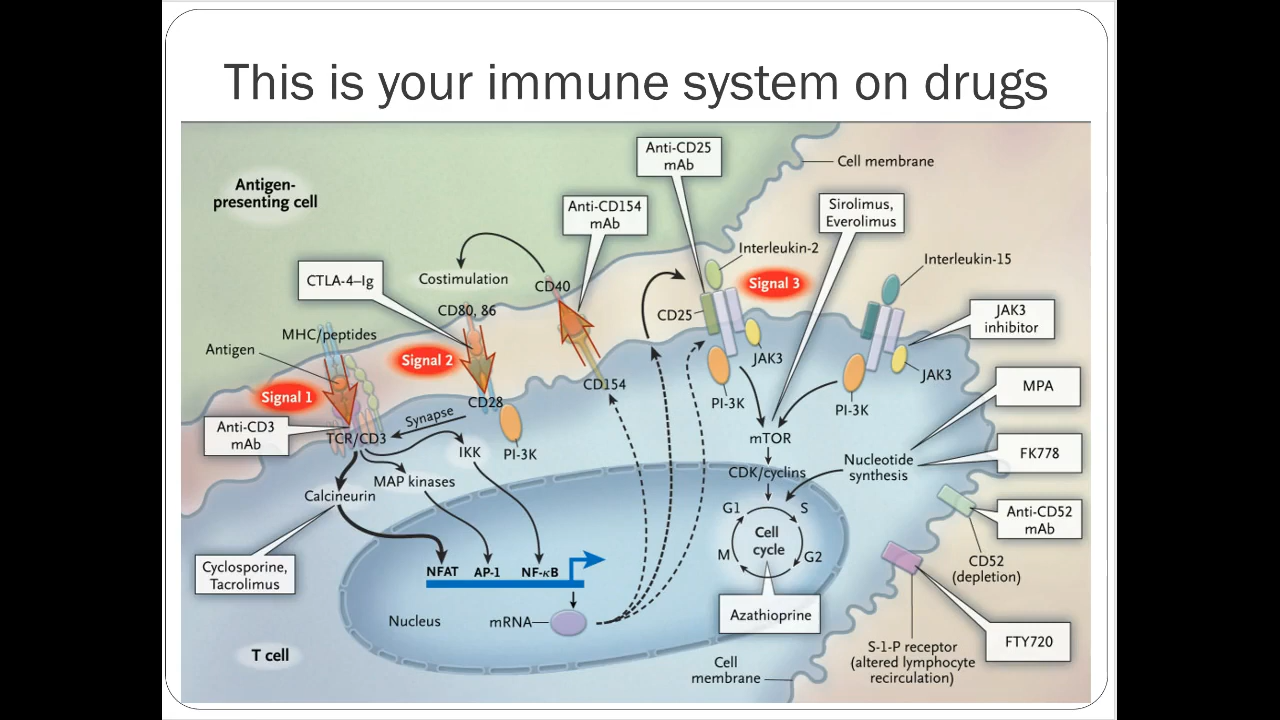 This is your immune system on drugs
Antigen-
presenting cell
Anti-CD25
mAb
Cell membrane
Anti-CD154
mAb
Sirolimus,
Everolimus
Interleukin-2
Interleukin-15
CTLA-4–Ig
Costimulation
CD40
Signal 3
CD80, 86
CD25
JAK3
inhibitor
MHC/peptides
Antigen
Signal 2
JAK3
JAK3
Signal 1
CD154
MPA
CD28
PI-3K
PI-3K
Anti-CD3
mAb
Synapse
TCR/CD3
IKK
PI-3K
mTOR
Nucleotide
synthesis
FK778
CDK/cyclins
MAP kinases
Calcineurin
G1
S
Cell
cycle
M
G2
Anti-CD52
mAb
CD52
(depletion)
Cyclosporine,
Tacrolimus
NFAT
AP-1
NF-κB
Nucleus
mRNA
Azathioprine
S-1-P receptor
(altered lymphocyte
recirculation)
FTY720
T cell
Cell
membrane